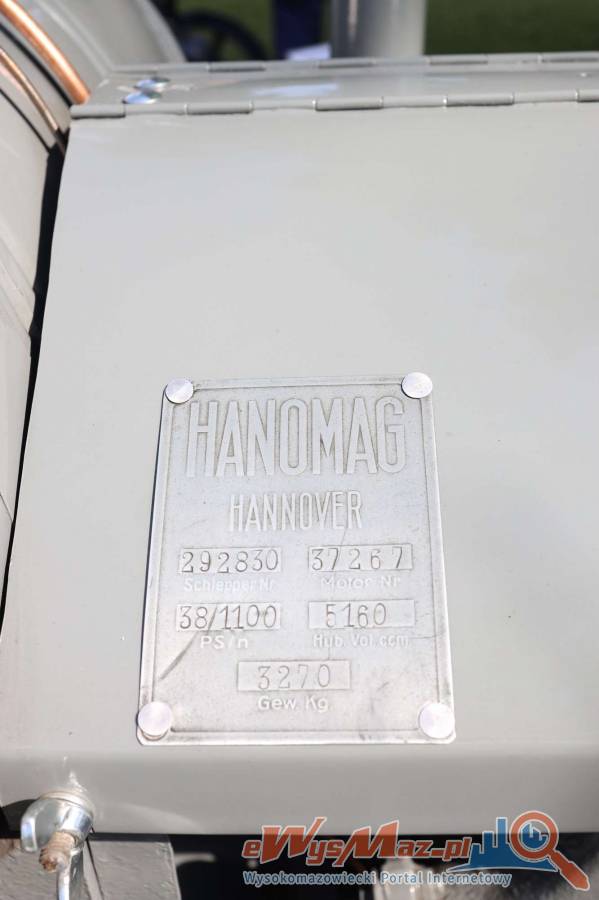 HANOMAG
HANNOVER
292830 37267
Schlepper Nr Motor Nr
38/1100 5160
PS/n Hub. Vol. ccm
3270
Gew. Kg.
eWysMaz.pl
Wysokomazowiecki Portal Internetowy